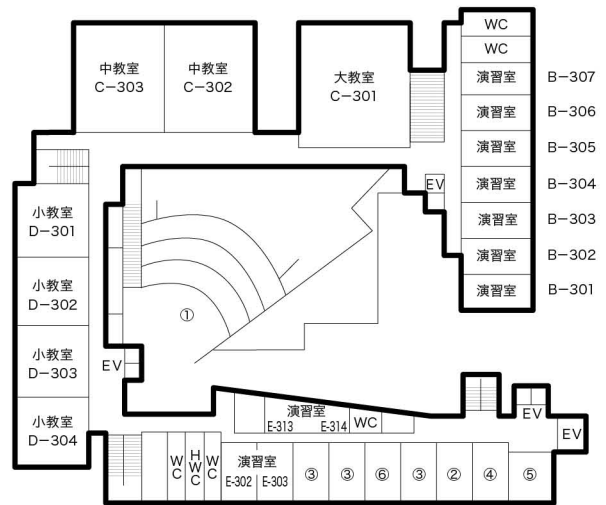 WC
WC
中教室
C－303
中教室
C－302
大教室
C－301
演習室 B－307
演習室 B－306
演習室 B－305
演習室 B－304
演習室 B－303
演習室 B－302
演習室 B－301
EV
小教室
D－301
小教室
D－302
小教室
D－303
小教室
D－304
①
EV
演習室
E-313 E-314
WC
EV
EV
WC
HWC
WC
演習室
E-302 E-303
③
③
⑥
③
②
④
⑤